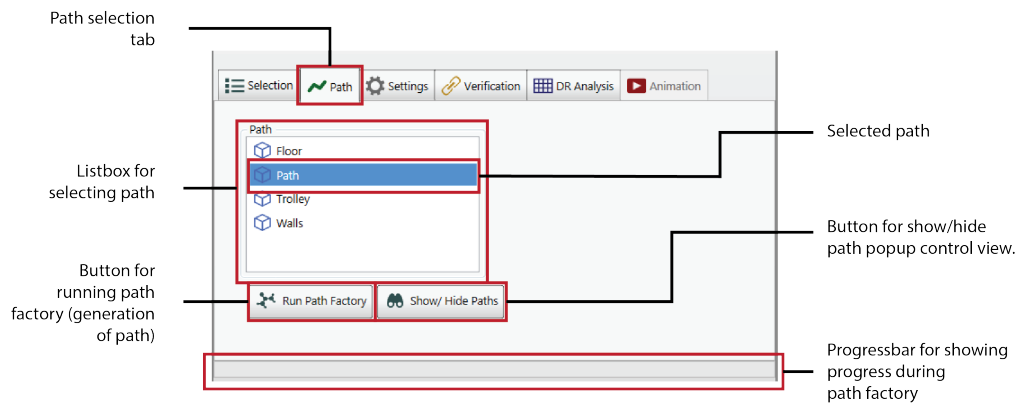 Path selection
tab
Selection
Path
Settings
Verification
DR Analysis
Animation
Path
Floor
Path
Trolley
Walls
Selected path
Listbox for
selecting path
Button for show/hide
path popup control view.
Button for
running path
factory (generation
of path)
Run Path Factory
Show/ Hide Paths
Progressbar for showing
progress during
path factory